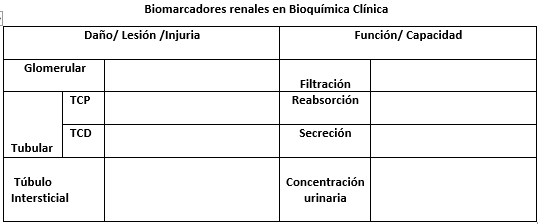 Biomarcadores renales en Bioquímica Clínica
Daño/ Lesión /Injuria
Función/ Capacidad
Glomerular
Filtración
TCP
Reabsorción
TCD
Secreción
Tubular
Túbulo
Intersticial
Concentración
urinaria